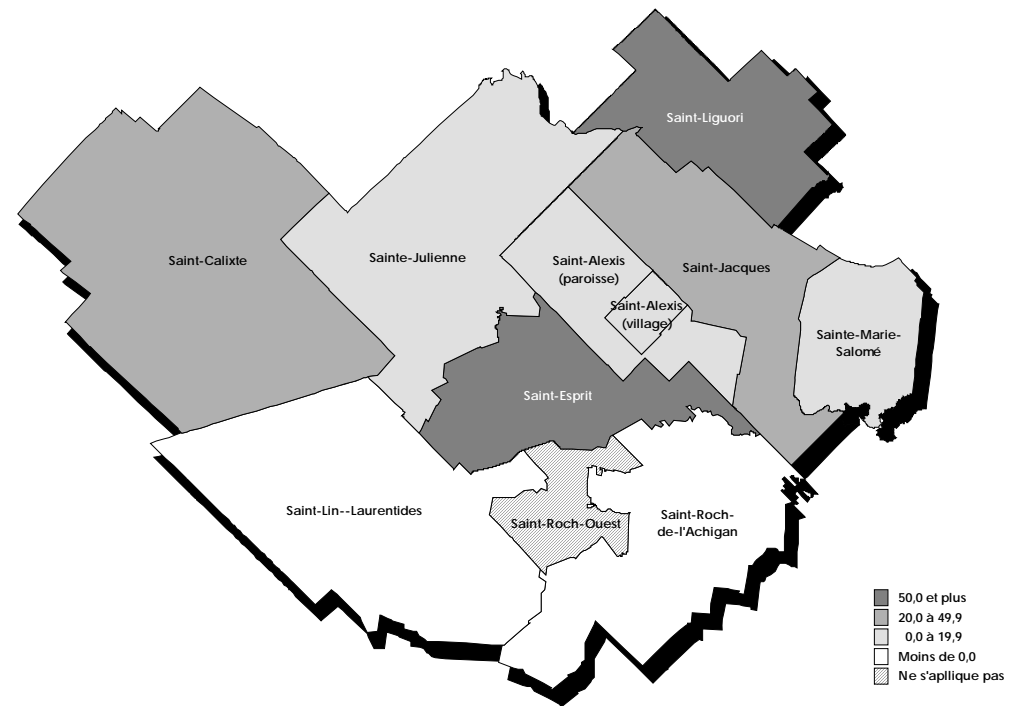 Saint-Liguori
Saint-Calixte
Sainte-Julienne
Saint-Alexis
(paroisse)
Saint-Jacques
Saint-Alexis
(village)
Sainte-Marie-
Salomé
Saint-Esprit
Saint-Lin--Laurentides
Saint-Roch-Ouest
Saint-Roch-
de-l'Achigan
50,0 et plus
20,0 à 49,9
0,0 à 19,9
Moins de 0,0
Ne s'apllique pas